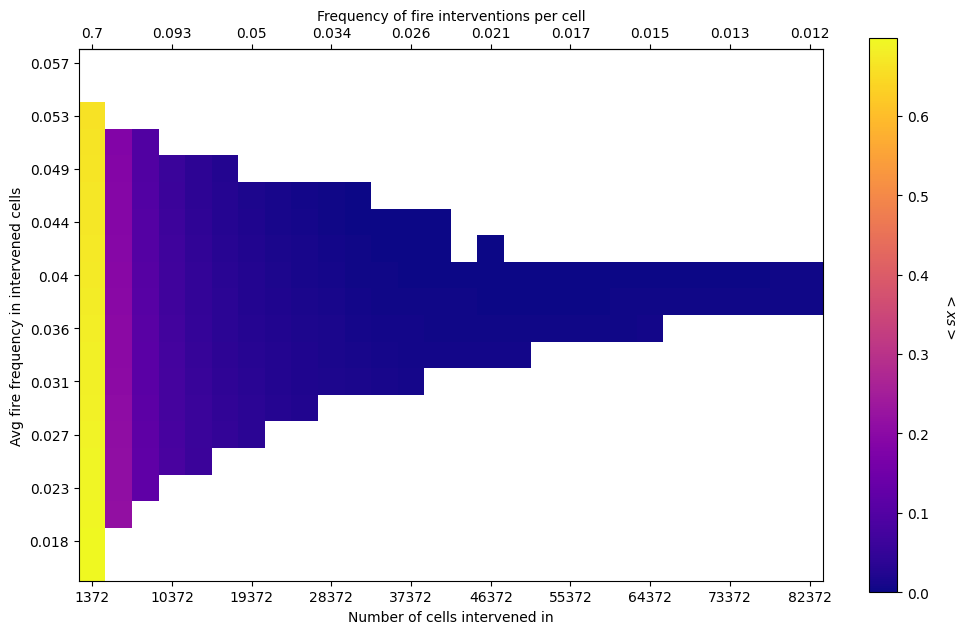 Frequency of fire interventions per cell
0.7 0.093 0.05 0.034 0.026 0.021 0.017 0.015 0.013 0.012
0.057
0.053
0.049
0.044
0.04
0.036
0.031
0.027
0.023
0.018
Avg fire frequency in intervened cells
1372 10372 19372 28372 37372 46372 55372 64372 73372 82372
Number of cells intervened in
0.6
0.5
0.4
0.3
0.2
0.1
0.0
< xs >